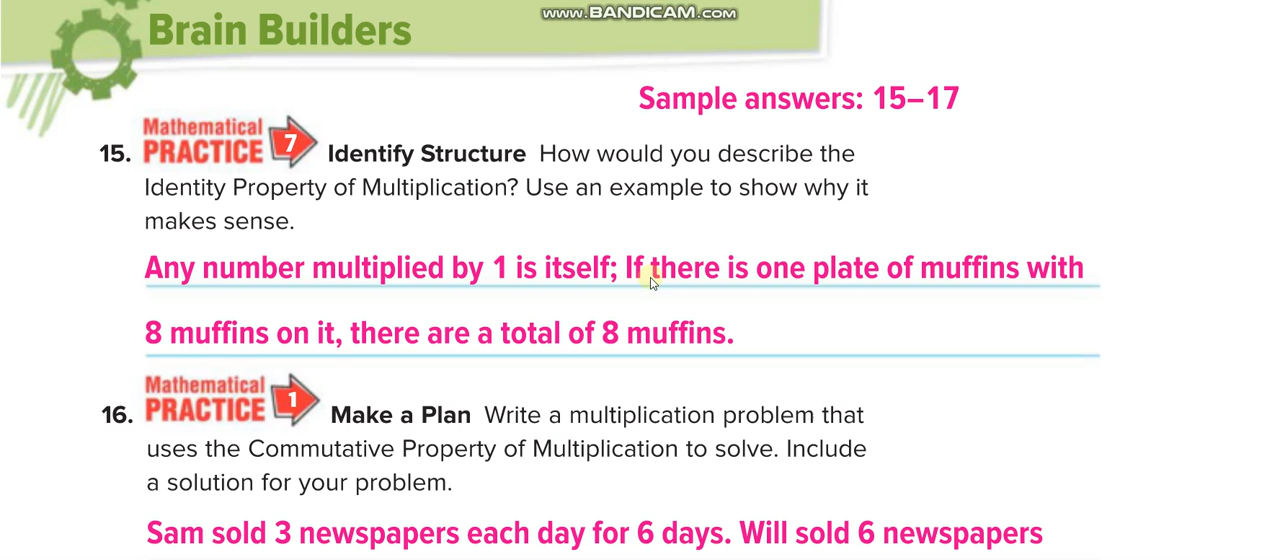 www.BANDICAM.com
Brain Builders
Sample answers: 15–17
Mathematical
PRACTICE 7
15. Identify Structure How would you describe the
Identity Property of Multiplication? Use an example to show why it
makes sense.
Any number multiplied by 1 is itself; If there is one plate of muffins with
8 muffins on it, there are a total of 8 muffins.
Mathematical
PRACTICE 1
16. Make a Plan Write a multiplication problem that
uses the Commutative Property of Multiplication to solve. Include
a solution for your problem.
Sam sold 3 newspapers each day for 6 days. Will sold 6 newspapers